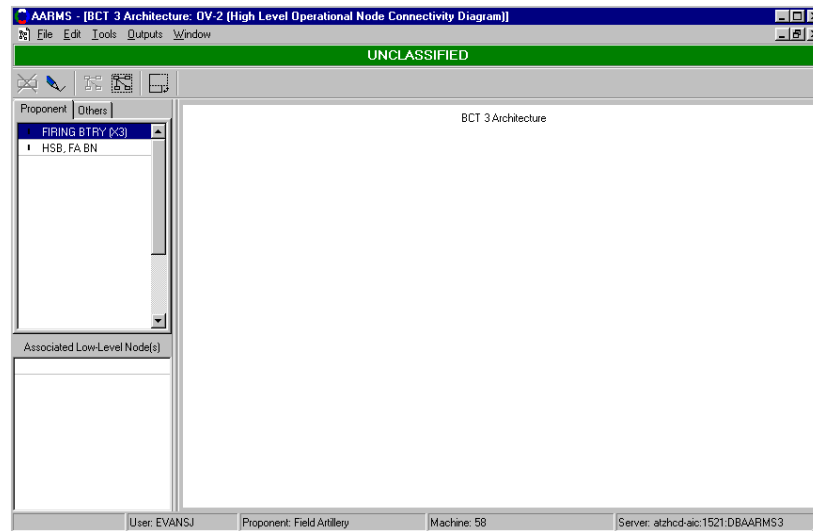 AARMS - [BCT 3 Architecture: OV-2 (High Level Operational Node Connectivity Diagram)]
File Edit Tools Outputs Window
UNCLASSIFIED
Proponent Others
FIRING BTRY (X3)
HSB, FA BN
BCT 3 Architecture
Associated Low-Level Node(s)
User: EVANSJ Proponent: Field Artillery Machine: 58 Server: atzhcd-aic:1521:DBAARMS3